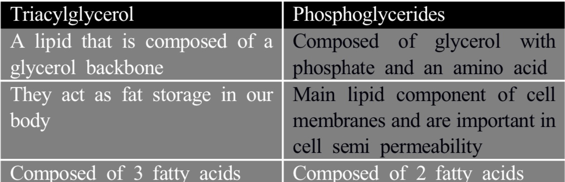 Triacylglycerol
Phosphoglycerides
A lipid that is composed of a
glycerol backbone
Composed of glycerol with
phosphate and an amino acid
They act as fat storage in our
body
Main lipid component of cell
membranes and are important in
cell semi permeability
Composed of 3 fatty acids
Composed of 2 fatty acids